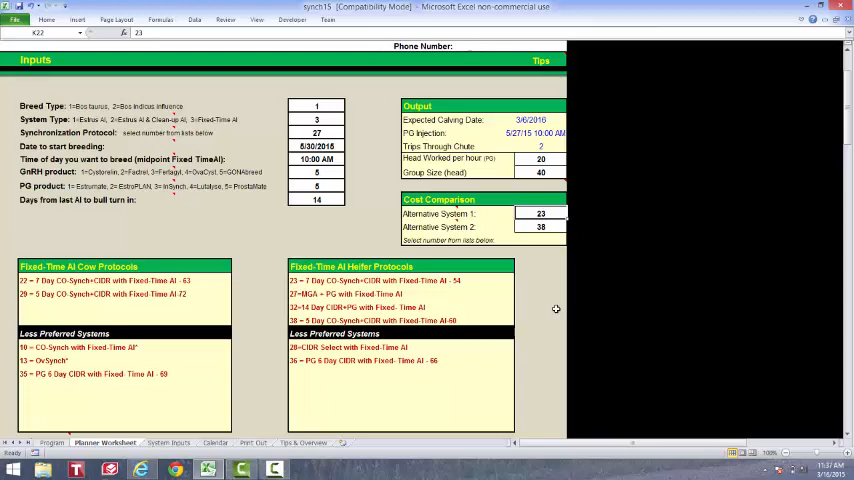 synch15 [Compatibility Mode] - Microsoft Excel non-commercial use
File Home Insert Page Layout Formulas Data Review View Developer Team
K22 fx 23
Phone Number:
Inputs Tips
Breed Type: 1=Bos taurus, 2=Bos indicus influence 1
System Type: 1=Estrus AI, 2=Estrus AI & Clean-up AI, 3=Fixed-Time AI 3
Synchronization Protocol: select number from lists below 27
Date to start breeding: 5/30/2015
Time of day you want to breed (midpoint Fixed TimeAI): 10:00 AM
GnRH product: 1=Cystorelin, 2=Factrel, 3=Fertagyl, 4=OvaCyst, 5=GONAbreed 5
PG product: 1= Estrumate, 2= EstroPLAN, 3= InSynch, 4= Lutalyse, 5= ProstaMate 5
Days from last AI to bull turn in: 14
Output
Expected Calving Date: 3/6/2016
PG Injection: 5/27/15 10:00 AM
Trips Through Chute 2
Head Worked per hour (PG) 20
Group Size (head) 40
Cost Comparison
Alternative System 1: 23
Alternative System 2: 38
Select number from lists below
Fixed-Time AI Cow Protocols
22 = 7 Day CO-Synch+CIDR with Fixed-Time AI - 63
29 = 5 Day CO-Synch+CIDR with Fixed-Time AI 72
Less Preferred Systems
10 = CO-Synch with Fixed-Time AI*
13 = OvSynch*
35 = PG 6 Day CIDR with Fixed- Time AI - 69
Fixed-Time AI Heifer Protocols
23 = 7 Day CO-Synch+CIDR with Fixed-Time AI - 54
27=MGA + PG with Fixed-Time AI
32=14 Day CIDR+PG with Fixed- Time AI
38 = 5 Day CO-Synch+CIDR with Fixed-Time AI-60
Less Preferred Systems
28=CIDR Select with Fixed-Time AI
36 = PG 6 Day CIDR with Fixed- Time AI - 66
Program Planner Worksheet System Inputs Calendar Print Out Tips & Overview
Ready 100%
11:37 AM
3/16/2015